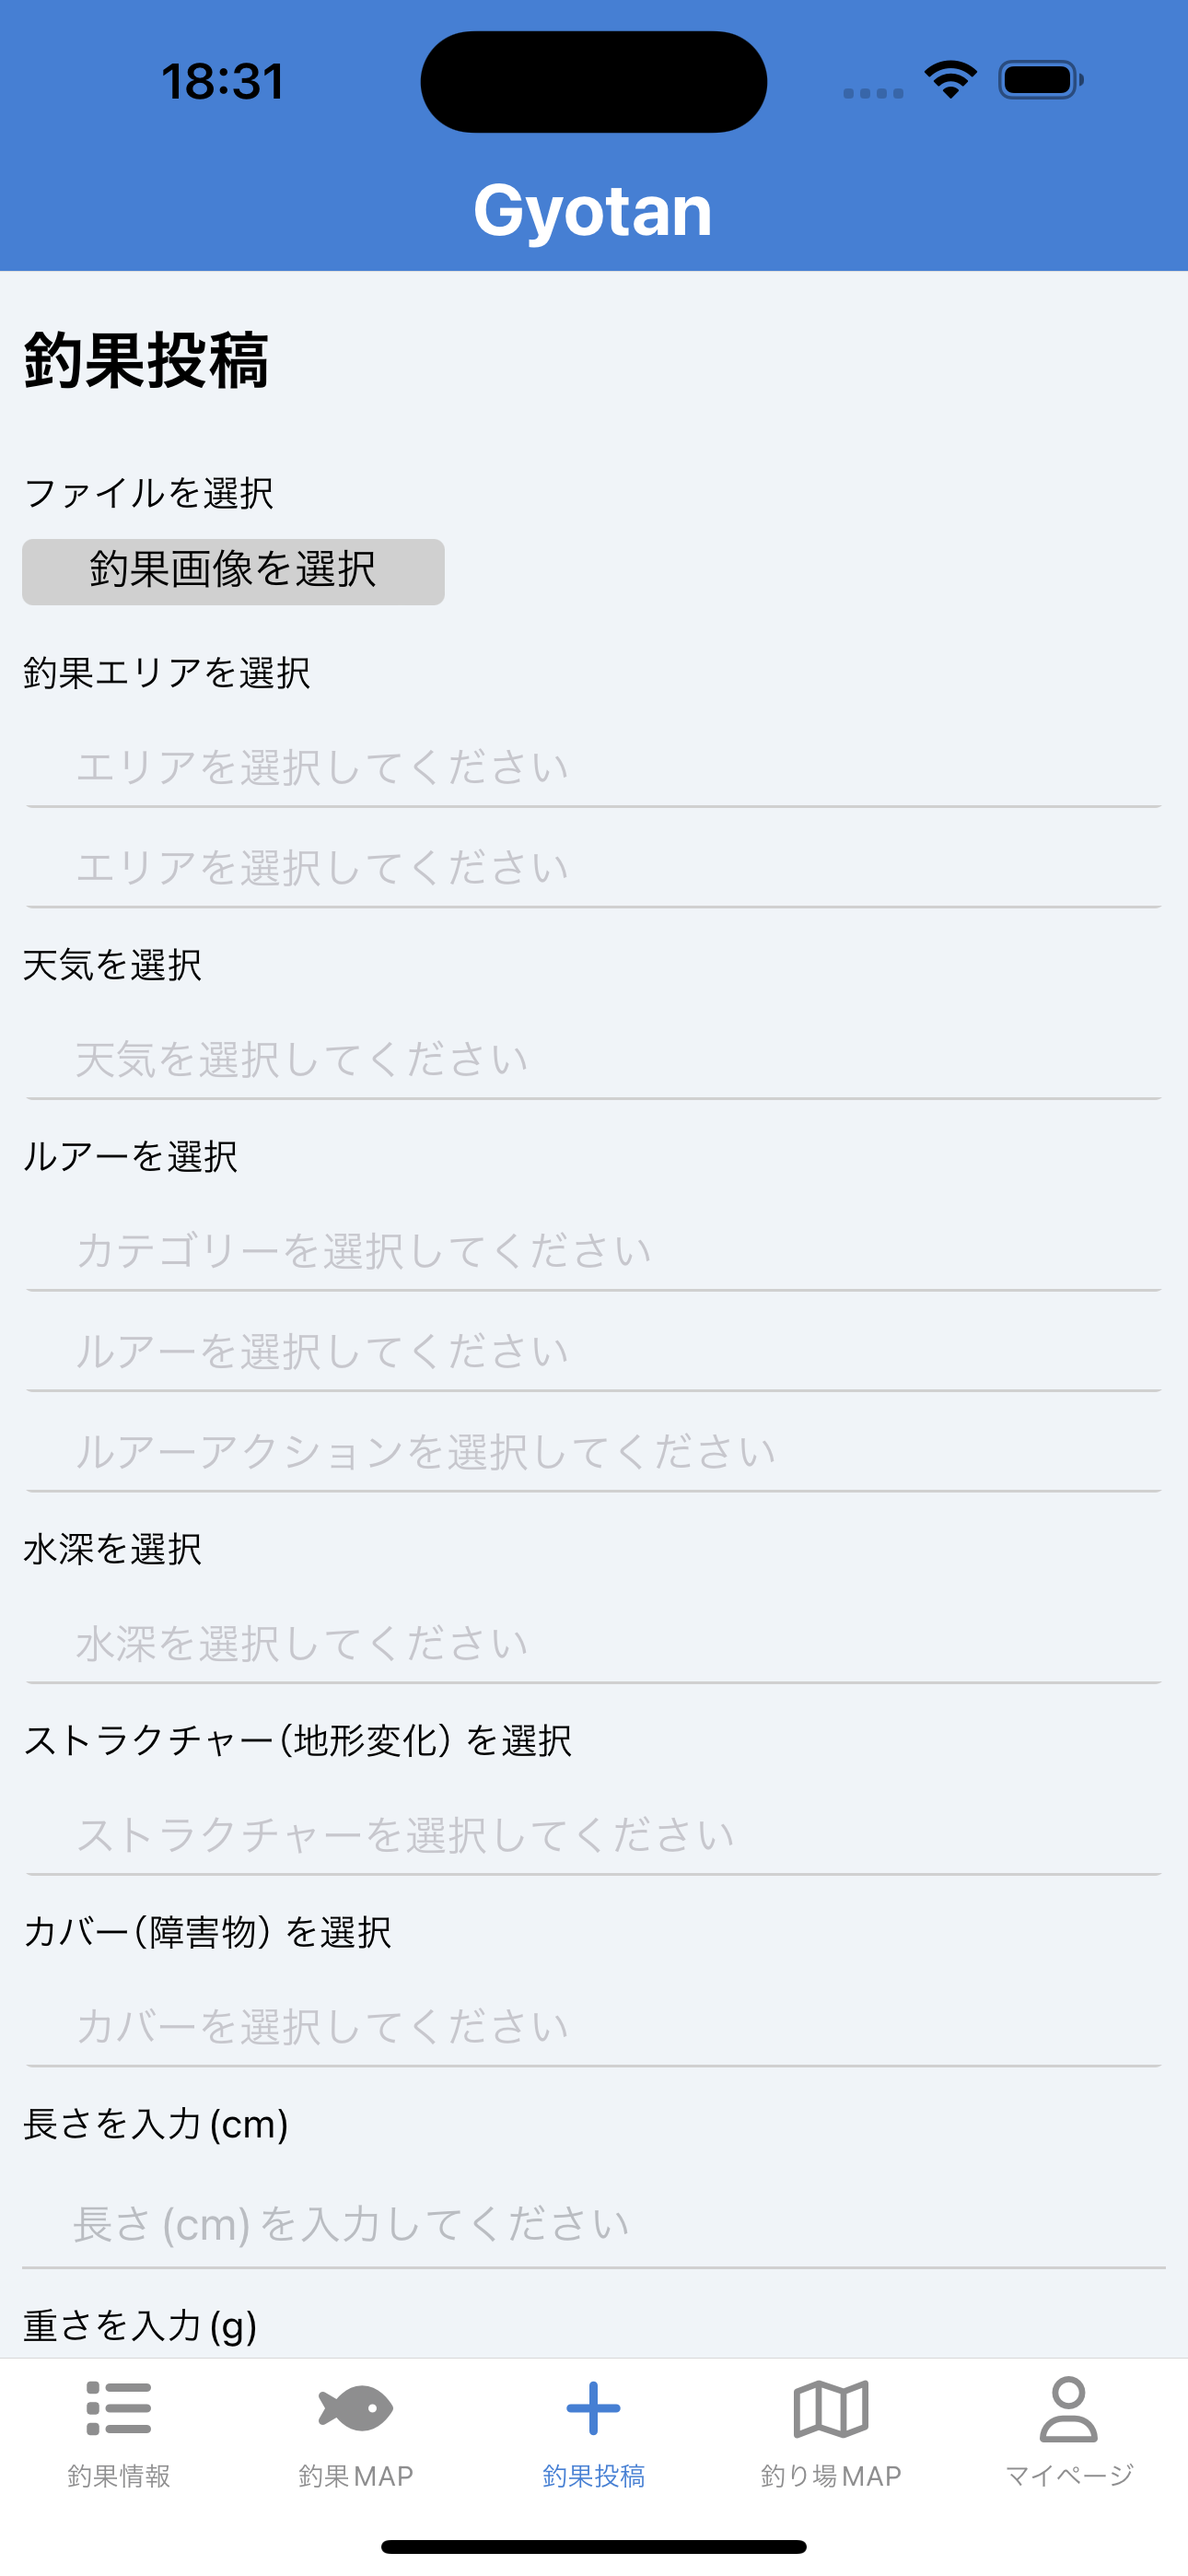 18:31
Gyotan
釣果投稿
ファイルを選択
釣果画像を選択
釣果エリアを選択
エリアを選択してください
エリアを選択してください
天気を選択
天気を選択してください
ルアーを選択
カテゴリーを選択してください
ルアーを選択してください
ルアーアクションを選択してください
水深を選択
水深を選択してください
ストラクチャー（地形変化）を選択
ストラクチャーを選択してください
カバー（障害物）を選択
カバーを選択してください
長さを入力(cm)
長さ(cm)を入力してください
重さを入力(g)
釣果情報 釣果MAP 釣果投稿 釣り場MAP マイページ